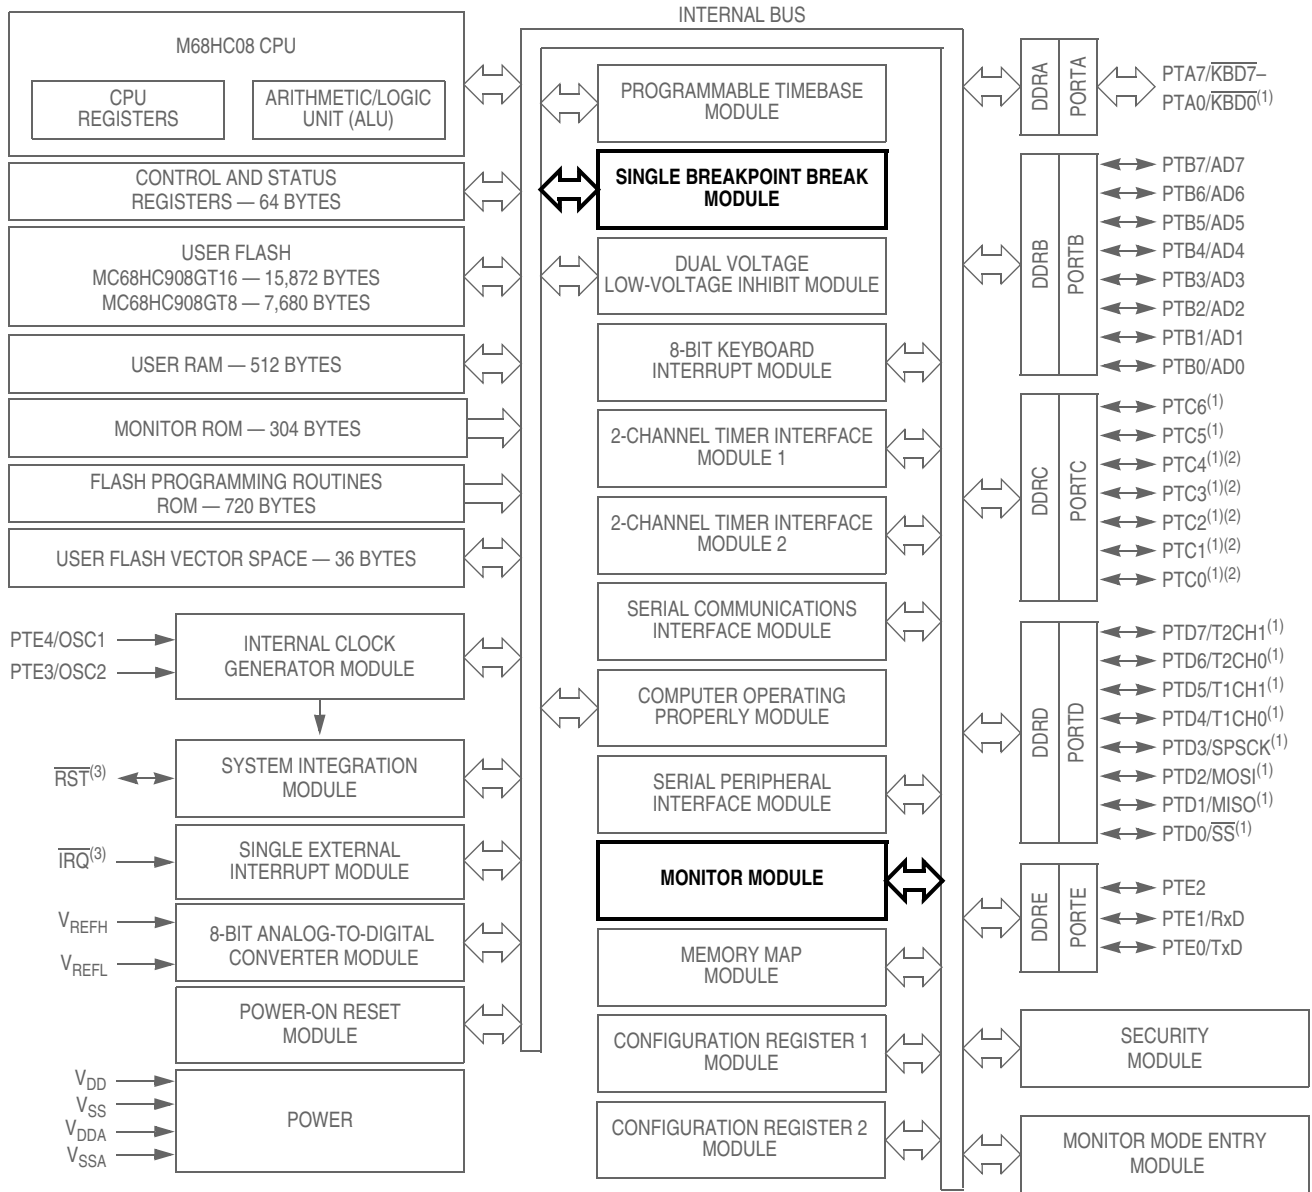 INTERNAL BUS
M68HC08 CPU
CPU
REGISTERS
ARITHMETIC/LOGIC
UNIT (ALU)
CONTROL AND STATUS
REGISTERS — 64 BYTES
USER FLASH
MC68HC908GT16 — 15,872 BYTES
MC68HC908GT8 — 7,680 BYTES
USER RAM — 512 BYTES
MONITOR ROM — 304 BYTES
FLASH PROGRAMMING ROUTINES
ROM — 720 BYTES
USER FLASH VECTOR SPACE — 36 BYTES
PTE4/OSC1
PTE3/OSC2
INTERNAL CLOCK
GENERATOR MODULE
RST(3)
SYSTEM INTEGRATION
MODULE
IRQ(3)
SINGLE EXTERNAL
INTERRUPT MODULE
VREFH
VREFL
8-BIT ANALOG-TO-DIGITAL
CONVERTER MODULE
POWER-ON RESET
MODULE
VDD
VSS
VDDA
VSSA
POWER
PROGRAMMABLE TIMEBASE
MODULE
SINGLE BREAKPOINT BREAK
MODULE
DUAL VOLTAGE
LOW-VOLTAGE INHIBIT MODULE
8-BIT KEYBOARD
INTERRUPT MODULE
2-CHANNEL TIMER INTERFACE
MODULE 1
2-CHANNEL TIMER INTERFACE
MODULE 2
SERIAL COMMUNICATIONS
INTERFACE MODULE
COMPUTER OPERATING
PROPERLY MODULE
SERIAL PERIPHERAL
INTERFACE MODULE
MONITOR MODULE
MEMORY MAP
MODULE
CONFIGURATION REGISTER 1
MODULE
CONFIGURATION REGISTER 2
MODULE
DDRA
PORTA
PTA7/KBD7–
PTA0/KBD0(1)
DDRB
PORTB
PTB7/AD7
PTB6/AD6
PTB5/AD5
PTB4/AD4
PTB3/AD3
PTB2/AD2
PTB1/AD1
PTB0/AD0
DDRC
PORTC
PTC6(1)
PTC5(1)
PTC4(1)(2)
PTC3(1)(2)
PTC2(1)(2)
PTC1(1)(2)
PTC0(1)(2)
DDRD
PORTD
PTD7/T2CH1(1)
PTD6/T2CH0(1)
PTD5/T1CH1(1)
PTD4/T1CH0(1)
PTD3/SPSCK(1)
PTD2/MOSI(1)
PTD1/MISO(1)
PTD0/SS(1)
DDRE
PORTE
PTE2
PTE1/RxD
PTE0/TxD
SECURITY
MODULE
MONITOR MODE ENTRY
MODULE